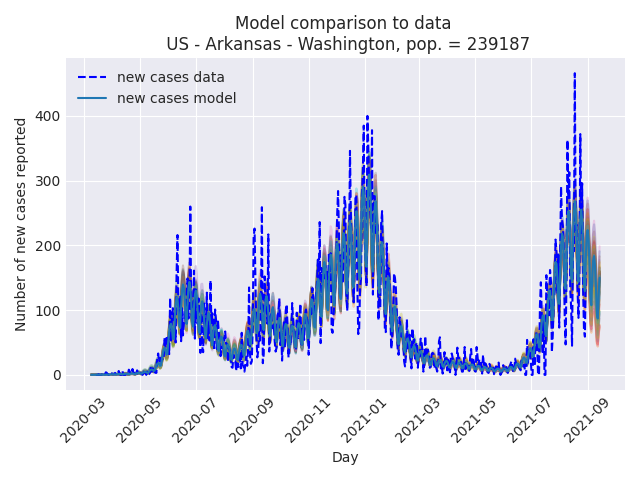 Model comparison to data
US - Arkansas - Washington, pop. = 239187
new cases data
new cases model
Number of new cases reported
400
300
200
100
0
2020-03
2020-05
2020-07
2020-09
2020-11
2021-01
2021-03
2021-05
2021-07
2021-09
Day